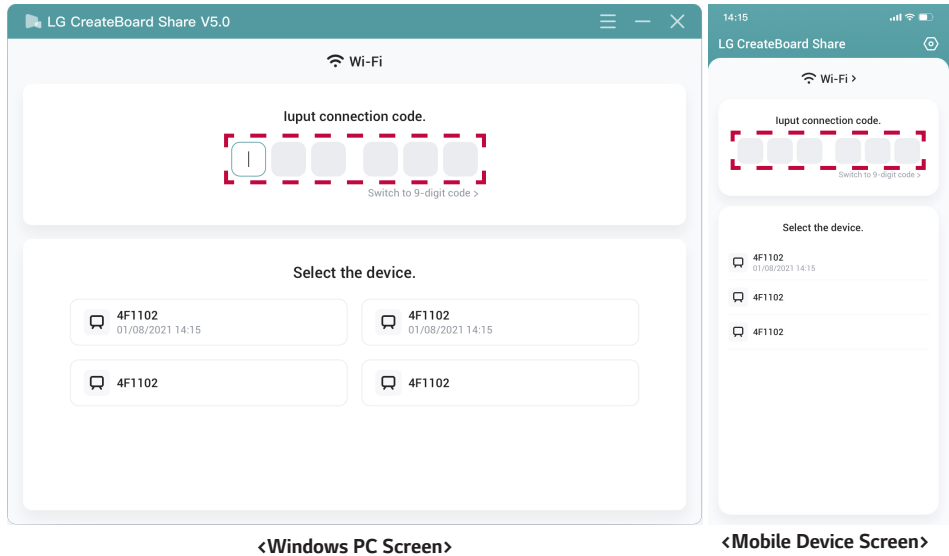 LG CreateBoard Share V5.0
Wi-Fi
Iuput connection code.
Switch to 9-digit code >
Select the device.
4F1102
01/08/2021 14:15
4F1102
01/08/2021 14:15
4F1102
4F1102
<Windows PC Screen>
14:15
LG CreateBoard Share
Wi-Fi >
Iuput connection code.
Switch to 9-digit code >
Select the device.
4F1102
01/08/2021 14:15
4F1102
4F1102
<Mobile Device Screen>